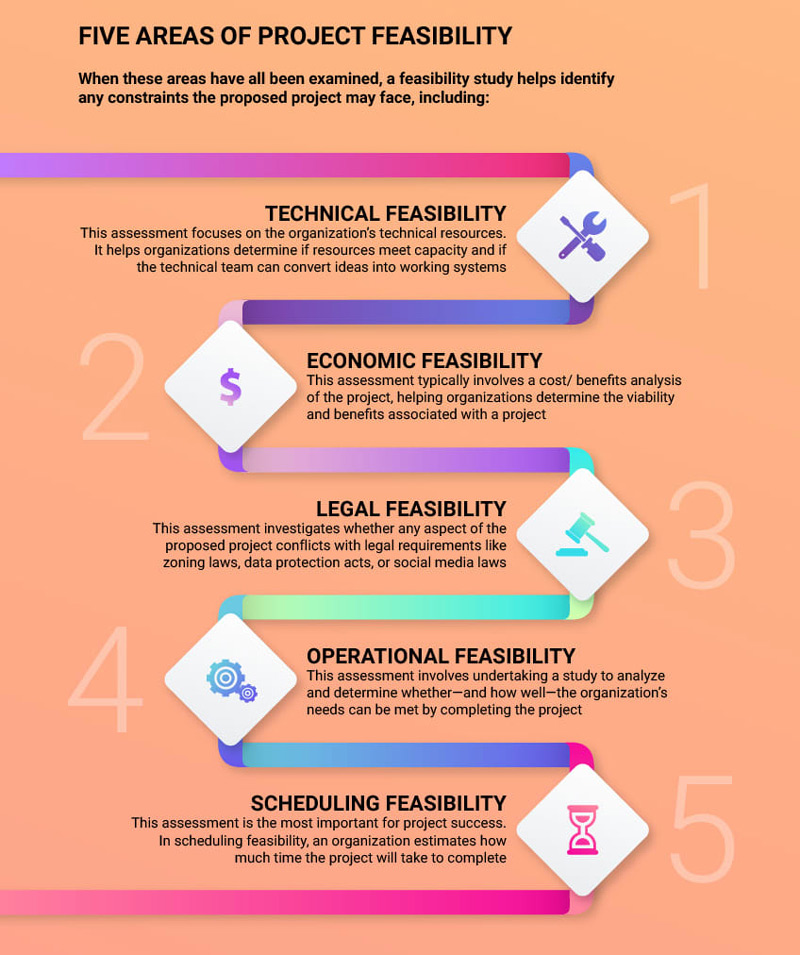 FIVE AREAS OF PROJECT FEASIBILITY
When these areas have all been examined, a feasibility study helps identify
any constraints the proposed project may face, including:
1
TECHNICAL FEASIBILITY
This assessment focuses on the organization's technical resources.
It helps organizations determine if resources meet capacity and if
the technical team can convert ideas into working systems
2
$
ECONOMIC FEASIBILITY
This assessment typically involves a cost/ benefits analysis
of the project, helping organizations determine the viability
and benefits associated with a project
3
LEGAL FEASIBILITY
This assessment investigates whether any aspect of the
proposed project conflicts with legal requirements like
zoning laws, data protection acts, or social media laws
4
OPERATIONAL FEASIBILITY
This assessment involves undertaking a study to analyze
and determine whether—and how well—the organization's
needs can be met by completing the project
5
SCHEDULING FEASIBILITY
This assessment is the most important for project success.
In scheduling feasibility, an organization estimates how
much time the project will take to complete